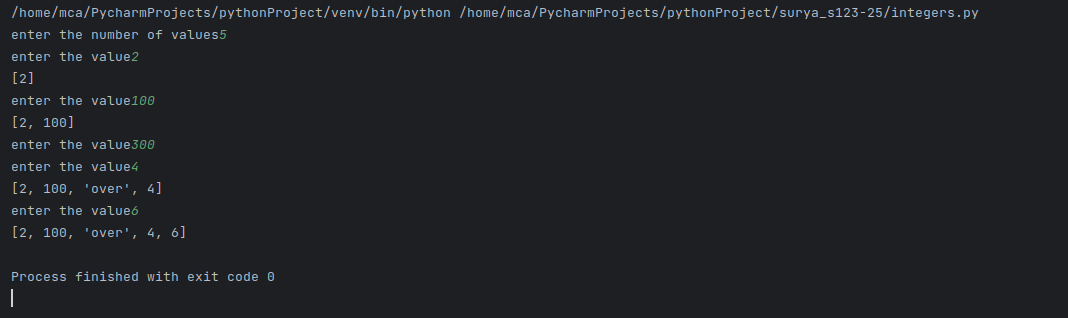 /home/mca/PycharmProjects/pythonProject/venv/bin/python /home/mca/PycharmProjects/pythonProject/surya_s123-25/integers.py
enter the number of values5
enter the value2
[2]
enter the value100
[2, 100]
enter the value300
enter the value4
[2, 100, 'over', 4]
enter the value6
[2, 100, 'over', 4, 6]
Process finished with exit code 0